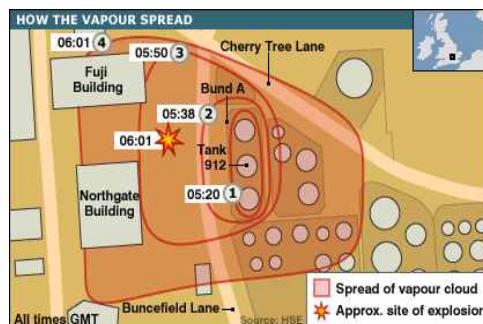 HOW THE VAPOUR SPREAD
06:01 4
05:50 3
Cherry Tree Lane
Fuji
Building
Bund A
05:38 2
06:01
Tank
912
05:20 1
Northgate
Building
Spread of vapour cloud
Approx. site of explosion
Buncefield Lane
All times GMT
Source: HSE